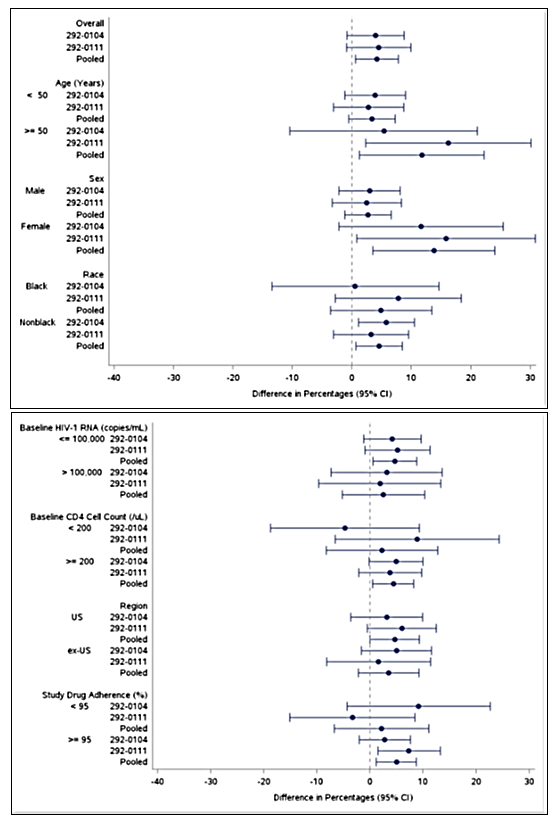 Overall
292-0104
292-0111
Pooled
Age (Years)
< 50 292-0104
292-0111
Pooled
>= 50 292-0104
292-0111
Pooled
Sex
Male 292-0104
292-0111
Pooled
Female 292-0104
292-0111
Pooled
Race
Black 292-0104
292-0111
Pooled
Nonblack 292-0104
292-0111
Pooled
-40 -30 -20 -10 0 10 20 30
Difference in Percentages (95% CI)
Baseline HIV-1 RNA (copies/mL)
<= 100,000 292-0104
292-0111
Pooled
> 100,000 292-0104
292-0111
Pooled
Baseline CD4 Cell Count (/uL)
< 200 292-0104
292-0111
Pooled
>= 200 292-0104
292-0111
Pooled
Region
US 292-0104
292-0111
Pooled
ex-US 292-0104
292-0111
Pooled
Study Drug Adherence (%)
< 95 292-0104
292-0111
Pooled
>= 95 292-0104
292-0111
Pooled
-40 -30 -20 -10 0 10 20 30
Difference in Percentages (95% CI)